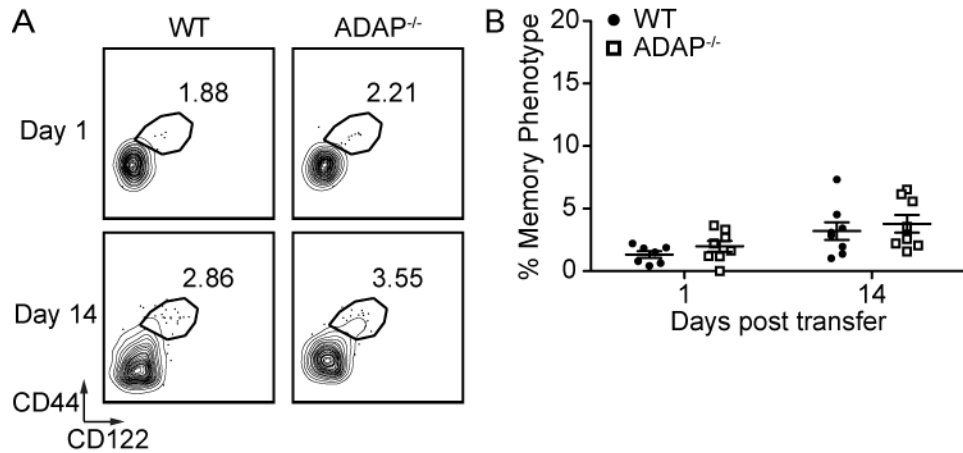 A
WT
ADAP-/-
Day 1
1.88
2.21
Day 14
2.86
3.55
CD44
CD122
B
WT
ADAP-/-
% Memory Phenotype
20
15
10
5
0
1
14
Days post transfer